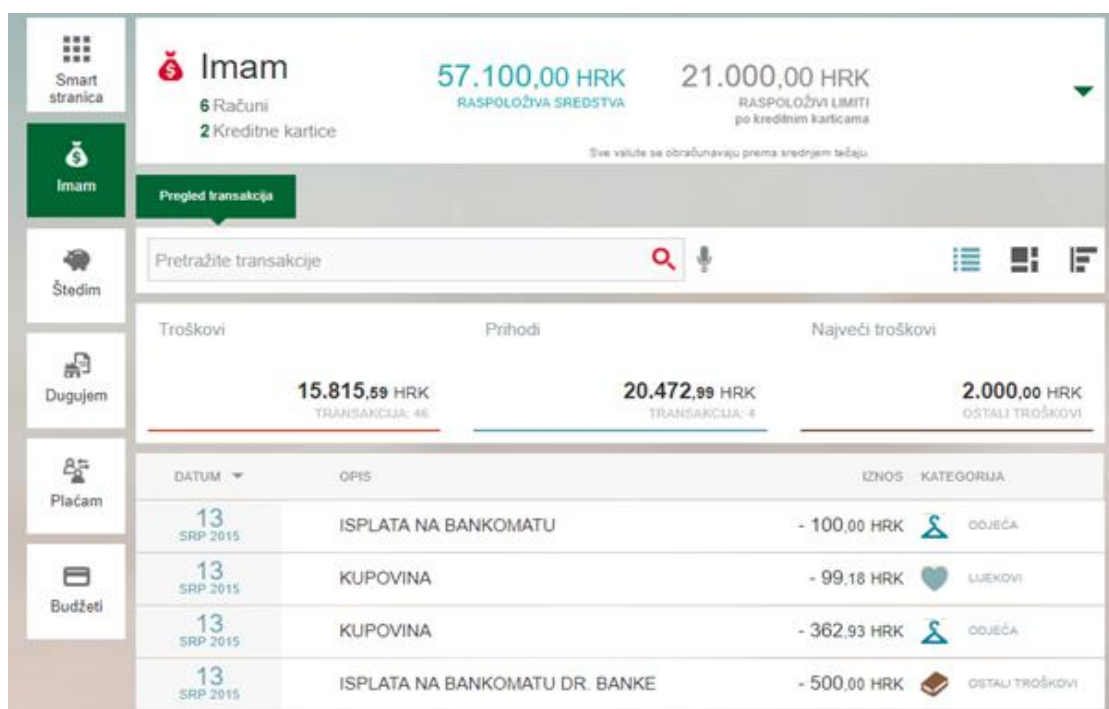 Smart
stranica
Imam
Štedim
Dugujem
Plaćam
Budžeti
Imam
6 Računi
2 Kreditne kartice
57.100,00 HRK
RASPOLOŽIVA SREDSTVA
21.000,00 HRK
RASPOLOŽIVI LIMITI
po kreditnim karticama
Sve valute se obračunavaju prema srednjem tečaju.
Pregled transakcija
Pretražite transakcije
Troškovi
15.815,59 HRK
TRANSAKCIJA: 46
Prihodi
20.472,99 HRK
TRANSAKCIJA: 4
Najveći troškovi
2.000,00 HRK
OSTALI TROŠKOVI
DATUM OPIS IZNOS KATEGORIJA
13 SRP 2015 ISPLATA NA BANKOMATU - 100,00 HRK ODJEĆA
13 SRP 2015 KUPOVINA - 99,18 HRK LIJEKOVI
13 SRP 2015 KUPOVINA - 362,93 HRK ODJEĆA
13 SRP 2015 ISPLATA NA BANKOMATU DR. BANKE - 500,00 HRK OSTALI TROŠKOVI